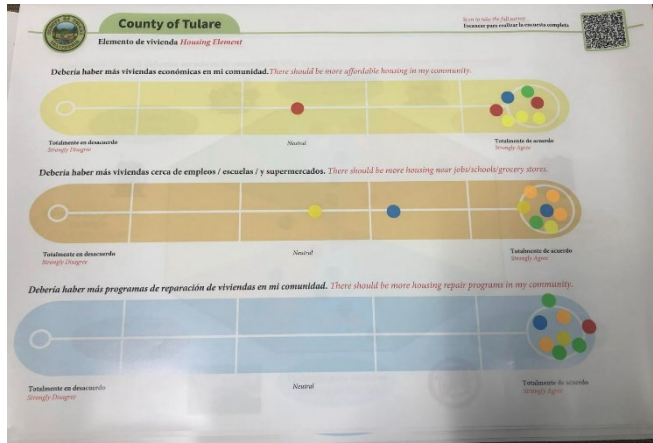 County of Tulare
Scan to take the full survey
Escanear para realizar la encuesta completa
Elemento de vivienda Housing Element
Debería haber más viviendas económicas en mi comunidad. There should be more affordable housing in my community.
Totalmente en desacuerdo Neutral Totalmente de acuerdo
Strongly Disagree Strongly Agree
Debería haber más viviendas cerca de empleos / escuelas / y supermercados. There should be more housing near jobs/schools/grocery stores.
Totalmente en desacuerdo Neutral Totalmente de acuerdo
Strongly Disagree Strongly Agree
Debería haber más programas de reparación de viviendas en mi comunidad. There should be more housing repair programs in my community.
Totalmente en desacuerdo Neutral Totalmente de acuerdo
Strongly Disagree Strongly Agree